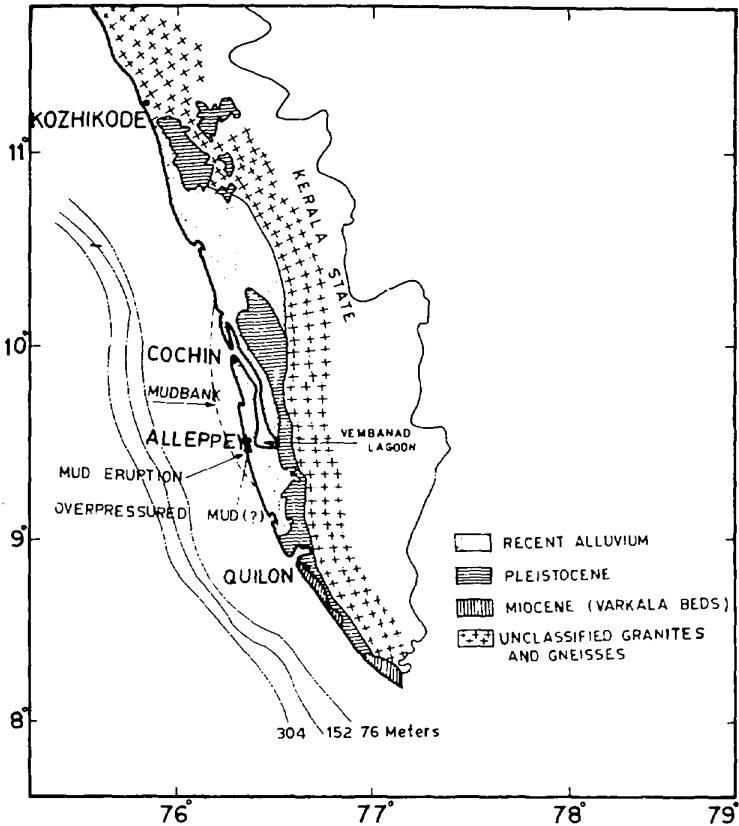 KOZHIKODE
11°
KERALA STATE
10°
COCHIN
MUDBANK
ALLEPPEY
VEMBANAD
LAGOON
MUD ERUPTION
OVERPRESSURED MUD (?)
9°
RECENT ALLUVIUM
PLEISTOCENE
QUILON
MIOCENE (VARKALA BEDS)
UNCLASSIFIED GRANITES
AND GNEISSES
8°
304 152 76 Meters
76° 77° 78° 79°